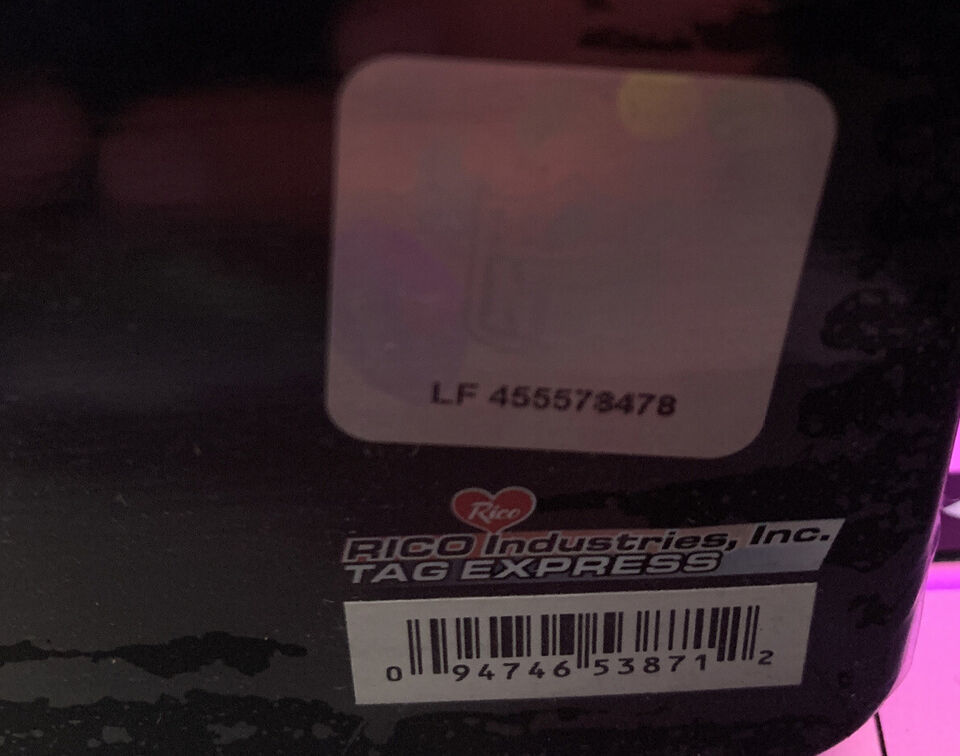 LF 455578478
Rico
RICO Industries, Inc.
TAG EXPRESS
0 94746 53871 2